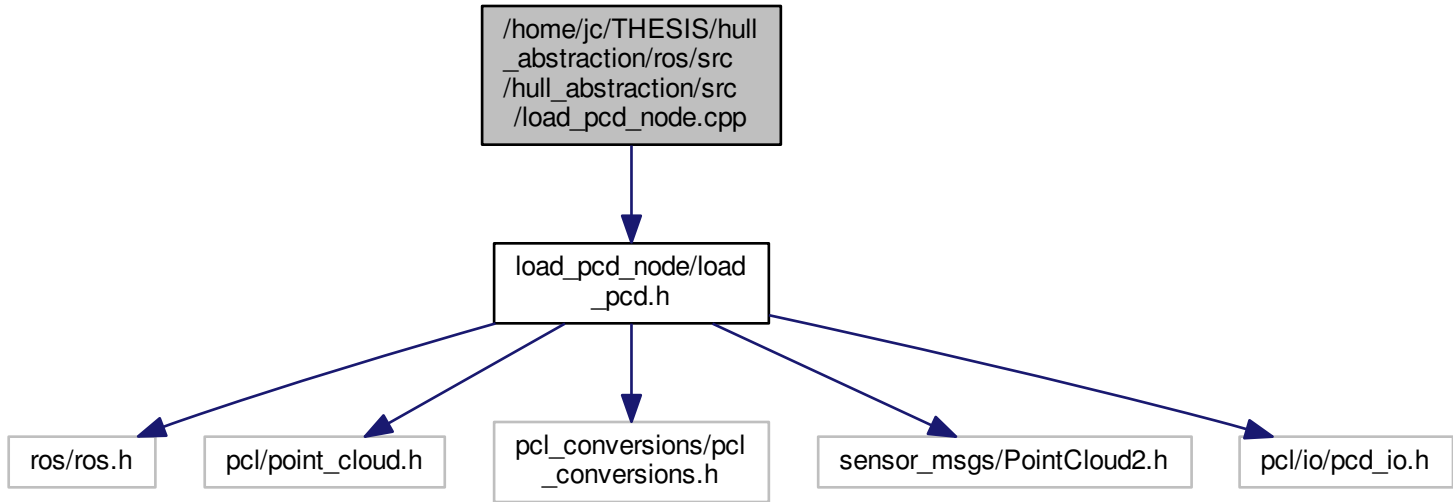 /home/jc/THESIS/hull
_abstraction/ros/src
/hull_abstraction/src
/load_pcd_node.cpp
load_pcd_node/load
_pcd.h
ros/ros.h
pcl/point_cloud.h
pcl_conversions/pcl
_conversions.h
sensor_msgs/PointCloud2.h
pcl/io/pcd_io.h